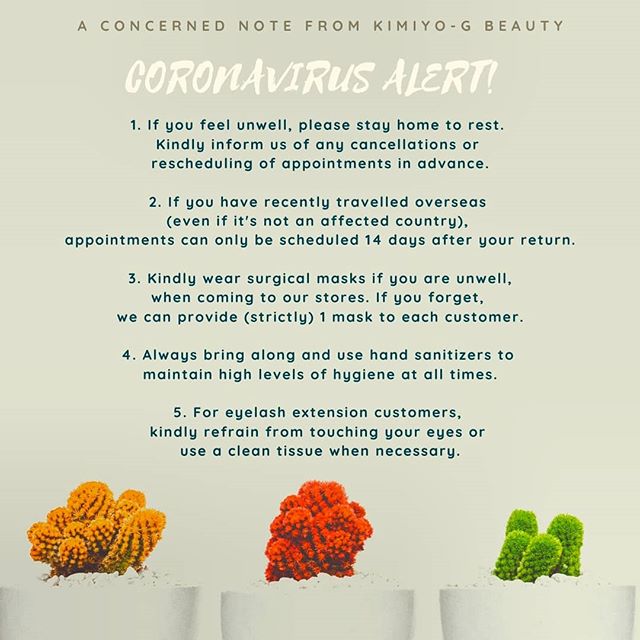 A CONCERNED NOTE FROM KIMIYO-G BEAUTY
CORONAVIRUS ALERT!
1. If you feel unwell, please stay home to rest.
Kindly inform us of any cancellations or
rescheduling of appointments in advance.
2. If you have recently travelled overseas
(even if it's not an affected country),
appointments can only be scheduled 14 days after your return.
3. Kindly wear surgical masks if you are unwell,
when coming to our stores. If you forget,
we can provide (strictly) 1 mask to each customer.
4. Always bring along and use hand sanitizers to
maintain high levels of hygiene at all times.
5. For eyelash extension customers,
kindly refrain from touching your eyes or
use a clean tissue when necessary.